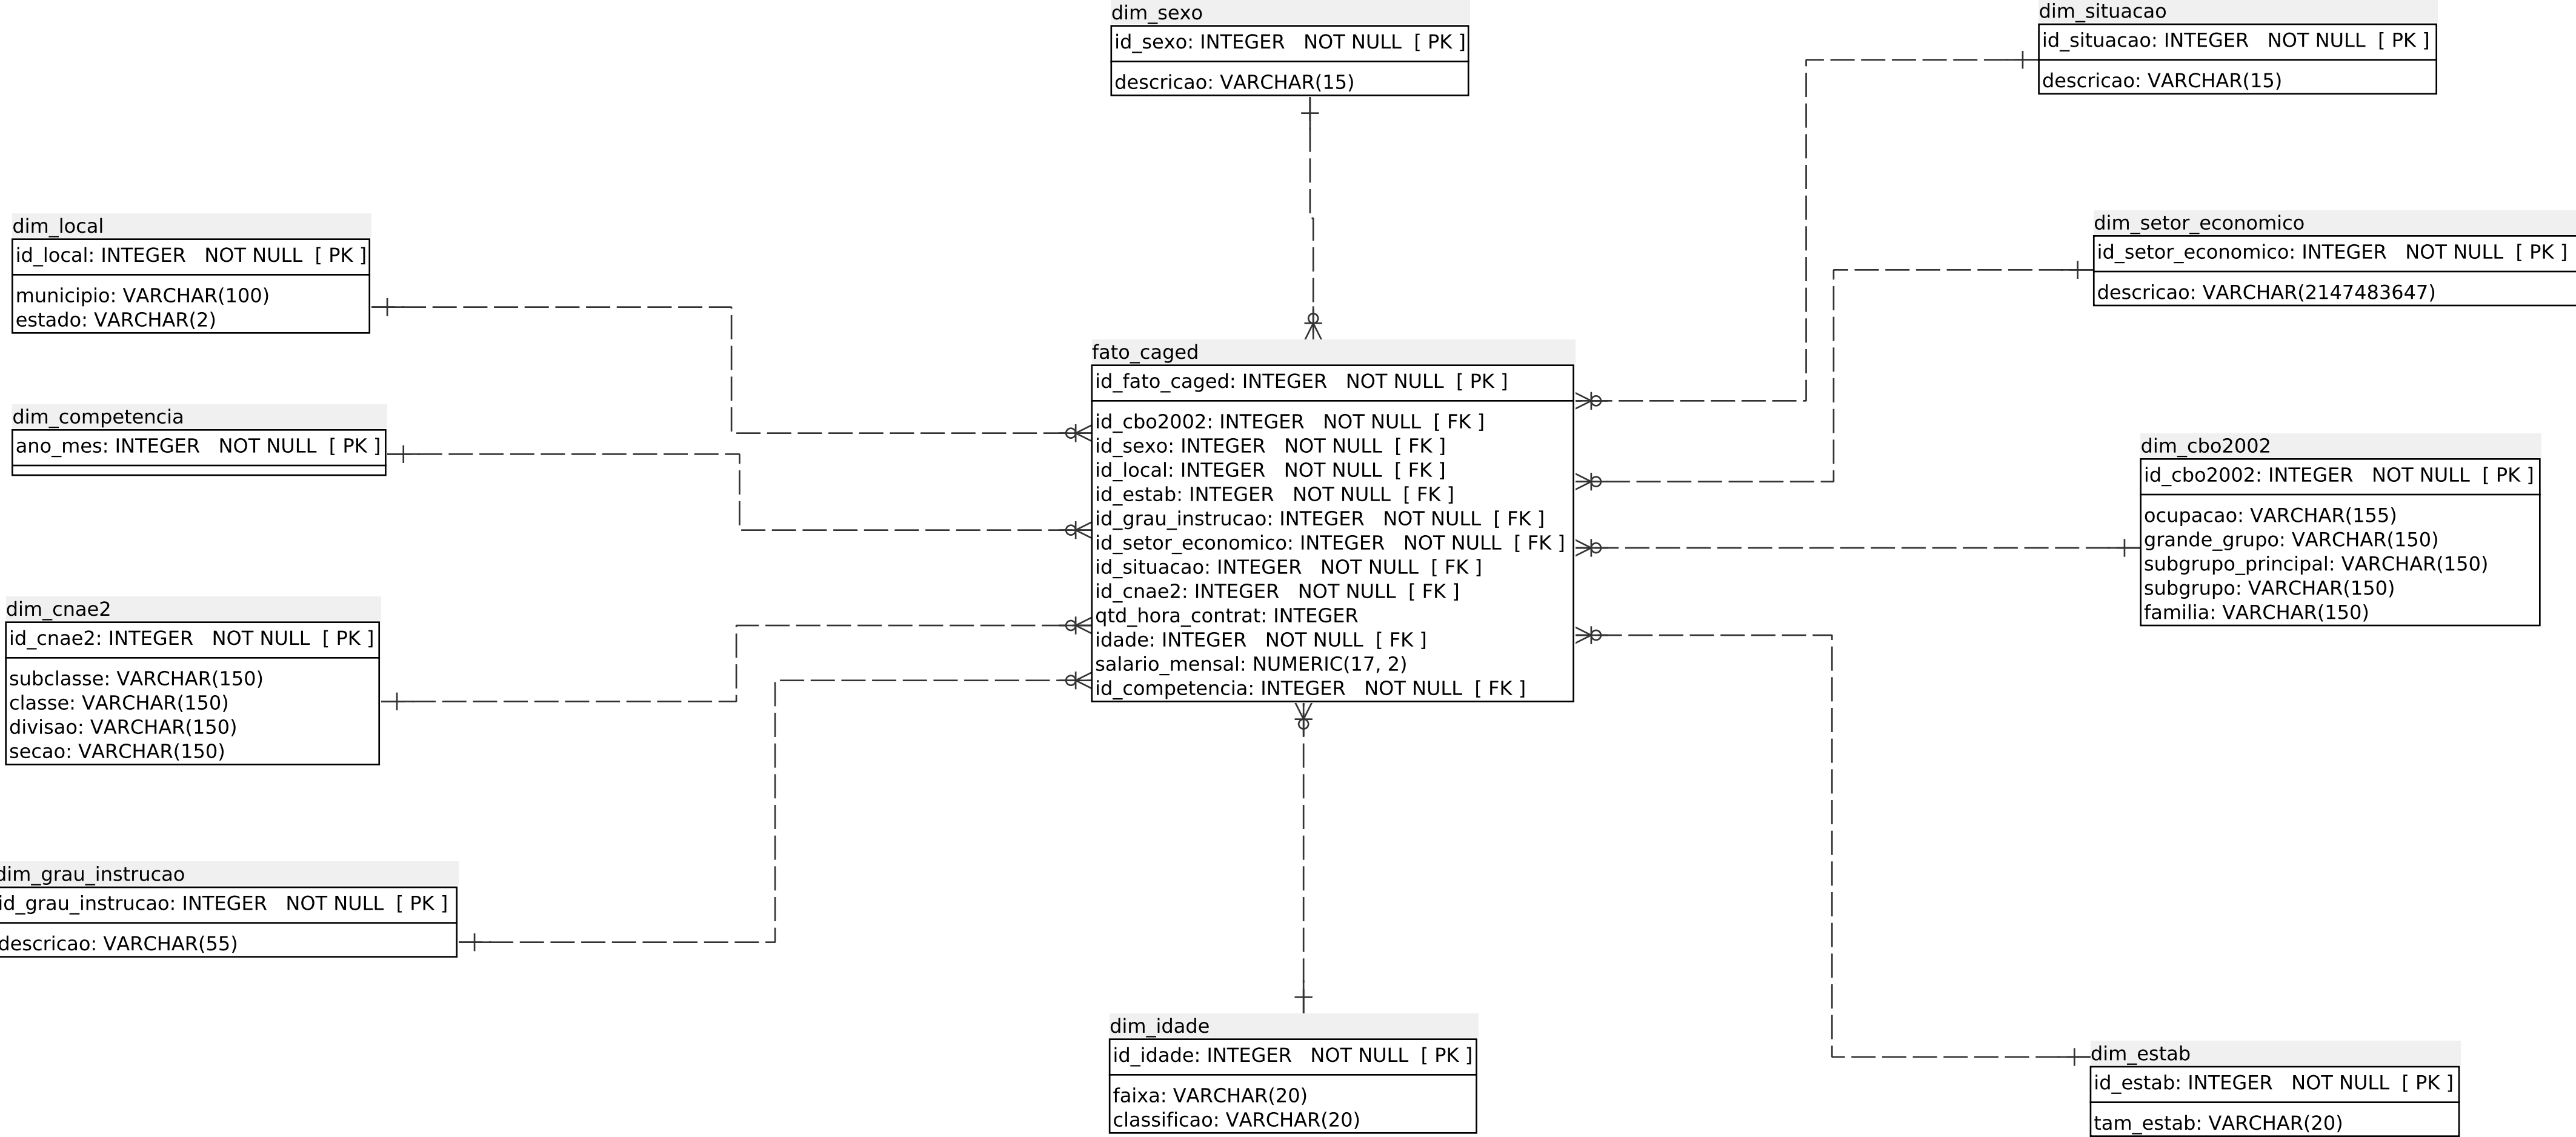 dim_sexo
id_sexo: INTEGER NOT NULL [ PK ]
descricao: VARCHAR(15)
dim_situacao
id_situacao: INTEGER NOT NULL [ PK ]
descricao: VARCHAR(15)
dim_local
id_local: INTEGER NOT NULL [ PK ]
municipio: VARCHAR(100)
estado: VARCHAR(2)
dim_setor_economico
id_setor_economico: INTEGER NOT NULL [ PK ]
descricao: VARCHAR(2147483647)
dim_competencia
ano_mes: INTEGER NOT NULL [ PK ]
fato_caged
id_fato_caged: INTEGER NOT NULL [ PK ]
id_cbo2002: INTEGER NOT NULL [ FK ]
id_sexo: INTEGER NOT NULL [ FK ]
id_local: INTEGER NOT NULL [ FK ]
id_estab: INTEGER NOT NULL [ FK ]
id_grau_instrucao: INTEGER NOT NULL [ FK ]
id_setor_economico: INTEGER NOT NULL [ FK ]
id_situacao: INTEGER NOT NULL [ FK ]
id_cnae2: INTEGER NOT NULL [ FK ]
qtd_hora_contrat: INTEGER
idade: INTEGER NOT NULL [ FK ]
salario_mensal: NUMERIC(17, 2)
id_competencia: INTEGER NOT NULL [ FK ]
dim_cbo2002
id_cbo2002: INTEGER NOT NULL [ PK ]
ocupacao: VARCHAR(155)
grande_grupo: VARCHAR(150)
subgrupo_principal: VARCHAR(150)
subgrupo: VARCHAR(150)
familia: VARCHAR(150)
dim_cnae2
id_cnae2: INTEGER NOT NULL [ PK ]
subclasse: VARCHAR(150)
classe: VARCHAR(150)
divisao: VARCHAR(150)
secao: VARCHAR(150)
dim_grau_instrucao
id_grau_instrucao: INTEGER NOT NULL [ PK ]
descricao: VARCHAR(55)
dim_idade
id_idade: INTEGER NOT NULL [ PK ]
faixa: VARCHAR(20)
classificao: VARCHAR(20)
dim_estab
id_estab: INTEGER NOT NULL [ PK ]
tam_estab: VARCHAR(20)